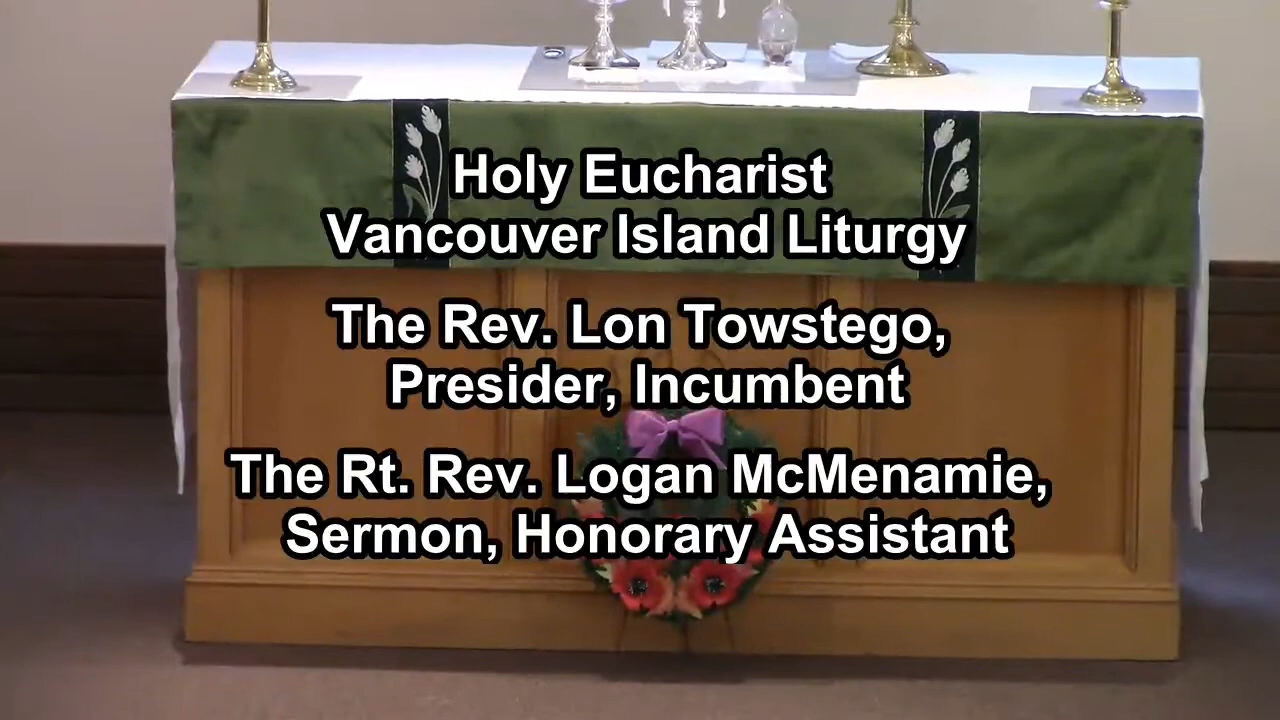 Holy Eucharist
Vancouver Island Liturgy
The Rev. Lon Towstego,
Presider, Incumbent
The Rt. Rev. Logan McMenamie,
Sermon, Honorary Assistant